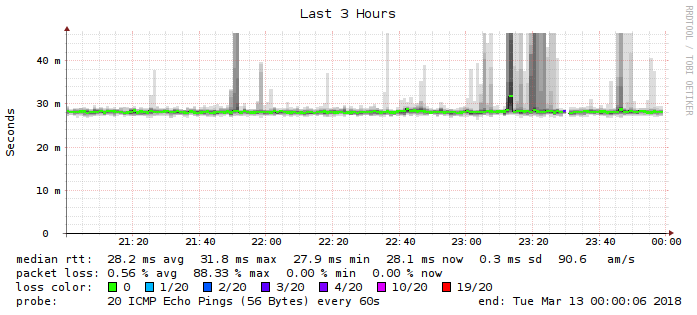 Last 3 Hours
RRDTOOL / TOBI OETIKER
Seconds
40 m
30 m
20 m
10 m
0
21:20 21:40 22:00 22:20 22:40 23:00 23:20 23:40 00:00
median rtt: 28.2 ms avg 31.8 ms max 27.9 ms min 28.1 ms now 0.3 ms sd 90.6 am/s
packet loss: 0.56 % avg 88.33 % max 0.00 % min 0.00 % now
loss color: 0 1/20 2/20 3/20 4/20 10/20 19/20
probe: 20 ICMP Echo Pings (56 Bytes) every 60s end: Tue Mar 13 00:00:06 2018